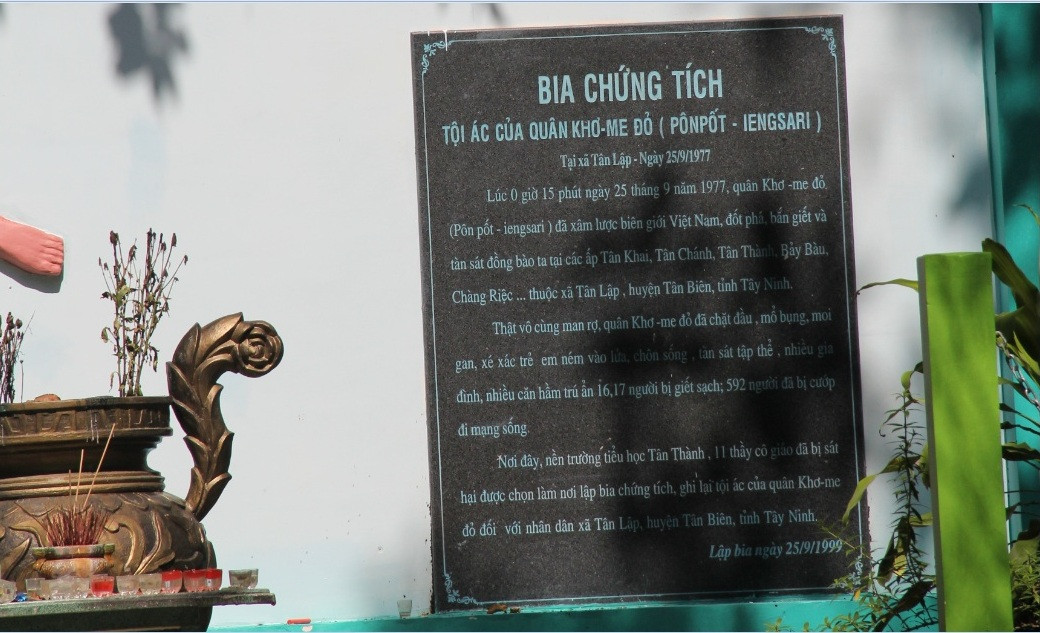 BIA CHỨNG TÍCH
TỘI ÁC CỦA QUÂN KHƠ-ME ĐỎ ( PÔNPỐT - IENGSARI )
Tại xã Tân Lập - Ngày 25/9/1977
Lúc 0 giờ 15 phút ngày 25 tháng 9 năm 1977, quân Khơ -me đỏ
(Pôn pốt - iengsari ) đã xâm lược biên giới Việt Nam, đốt phá, bắn giết và
tàn sát đồng bào ta tại các ấp Tân Khai, Tân Chánh, Tân Thành, Bảy Bàu,
Chàng Riệc ... thuộc xã Tân Lập , huyện Tân Biên, tỉnh Tây Ninh.
Thật vô cùng man rợ, quân Khơ -me đỏ đã chặt đầu , mổ bụng, moi
gan, xé xác trẻ em ném vào lửa, chôn sống , tàn sát tập thể , nhiều gia
đình, nhiều căn hầm trú ẩn 16,17 người bị giết sạch; 592 người đã bị cướp
đi mạng sống.
Nơi đây, nền trường tiểu học Tân Thành , 11 thầy cô giáo đã bị sát
hại được chọn làm nơi lập bia chứng tích, ghi lại tội ác của quân Khơ-me
đỏ đối với nhân dân xã Tân Lập, huyện Tân Biên, tỉnh Tây Ninh.
Lập bia ngày 25/9/1999